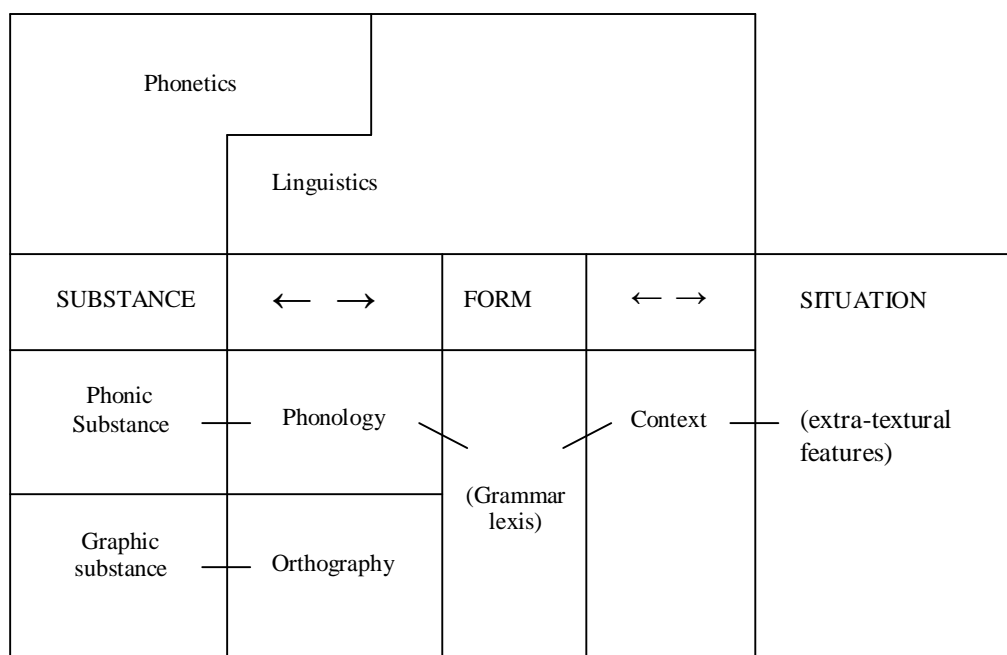 Phonetics
Linguistics
SUBSTANCE ← → FORM ← → SITUATION
Phonic
Substance
Phonology
Context
(extra-textural
features)
(Grammar
lexis)
Graphic
substance
Orthography